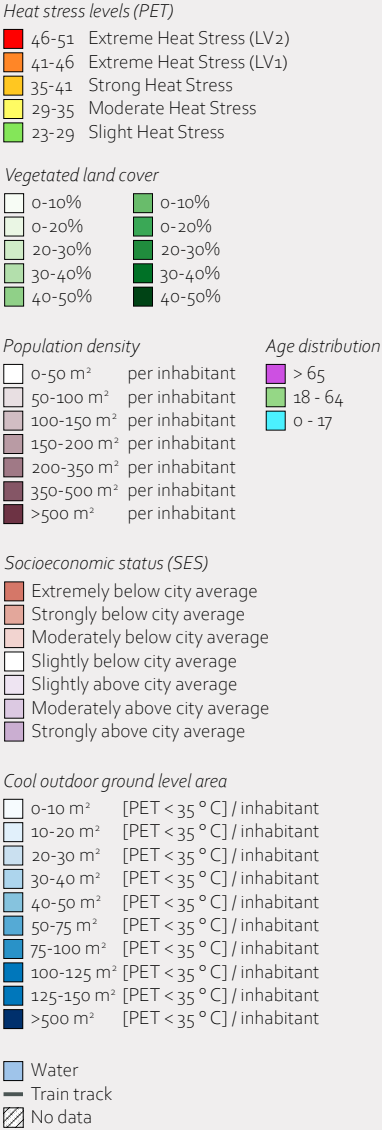 Heat stress levels (PET)
46-51 Extreme Heat Stress (LV2)
41-46 Extreme Heat Stress (LV1)
35-41 Strong Heat Stress
29-35 Moderate Heat Stress
23-29 Slight Heat Stress
Vegetated land cover
0-10% 0-10%
0-20% 0-20%
20-30% 20-30%
30-40% 30-40%
40-50% 40-50%
Population density Age distribution
0-50 m² per inhabitant > 65
50-100 m² per inhabitant 18 - 64
100-150 m² per inhabitant 0 - 17
150-200 m² per inhabitant
200-350 m² per inhabitant
350-500 m² per inhabitant
>500 m² per inhabitant
Socioeconomic status (SES)
Extremely below city average
Strongly below city average
Moderately below city average
Slightly below city average
Slightly above city average
Moderately above city average
Strongly above city average
Cool outdoor ground level area
0-10 m² [PET < 35 ° C] / inhabitant
10-20 m² [PET < 35 ° C] / inhabitant
20-30 m² [PET < 35 ° C] / inhabitant
30-40 m² [PET < 35 ° C] / inhabitant
40-50 m² [PET < 35 ° C] / inhabitant
50-75 m² [PET < 35 ° C] / inhabitant
75-100 m² [PET < 35 ° C] / inhabitant
100-125 m² [PET < 35 ° C] / inhabitant
125-150 m² [PET < 35 ° C] / inhabitant
>500 m² [PET < 35 ° C] / inhabitant
Water
Train track
No data